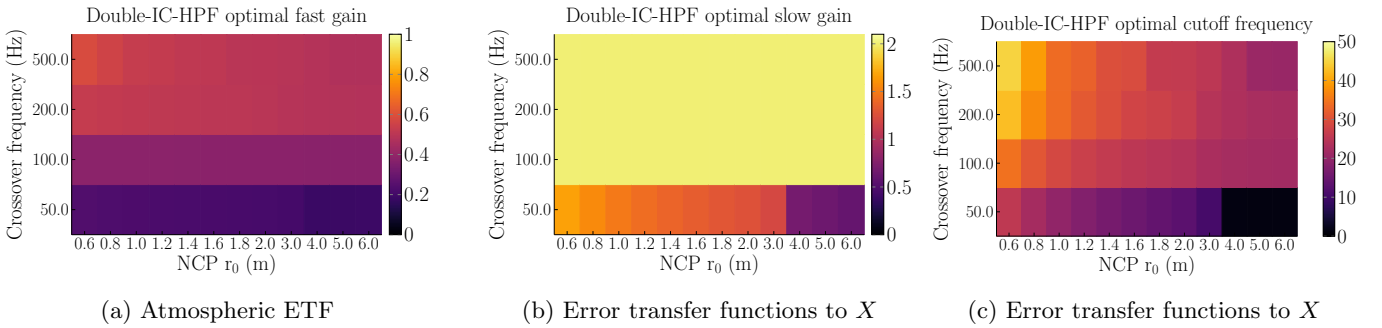 Double-IC-HPF optimal fast gain
Crossover frequency (Hz)
500.0
200.0
100.0
50.0
0.6 0.8 1.0 1.2 1.4 1.6 1.8 2.0 3.0 4.0 5.0 6.0
NCP r₀ (m)
1
0.8
0.6
0.4
0.2
0
(a) Atmospheric ETF
Double-IC-HPF optimal slow gain
Crossover frequency (Hz)
500.0
200.0
100.0
50.0
0.6 0.8 1.0 1.2 1.4 1.6 1.8 2.0 3.0 4.0 5.0 6.0
NCP r₀ (m)
2
1.5
1
0.5
0
(b) Error transfer functions to X
Double-IC-HPF optimal cutoff frequency
Crossover frequency (Hz)
500.0
200.0
100.0
50.0
0.6 0.8 1.0 1.2 1.4 1.6 1.8 2.0 3.0 4.0 5.0 6.0
NCP r₀ (m)
50
40
30
20
10
0
(c) Error transfer functions to X